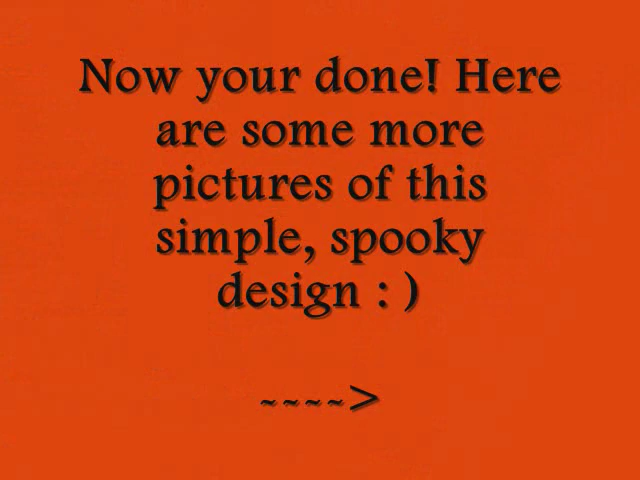 Now your done! Here
are some more
pictures of this
simple, spooky
design : )
~~~~>